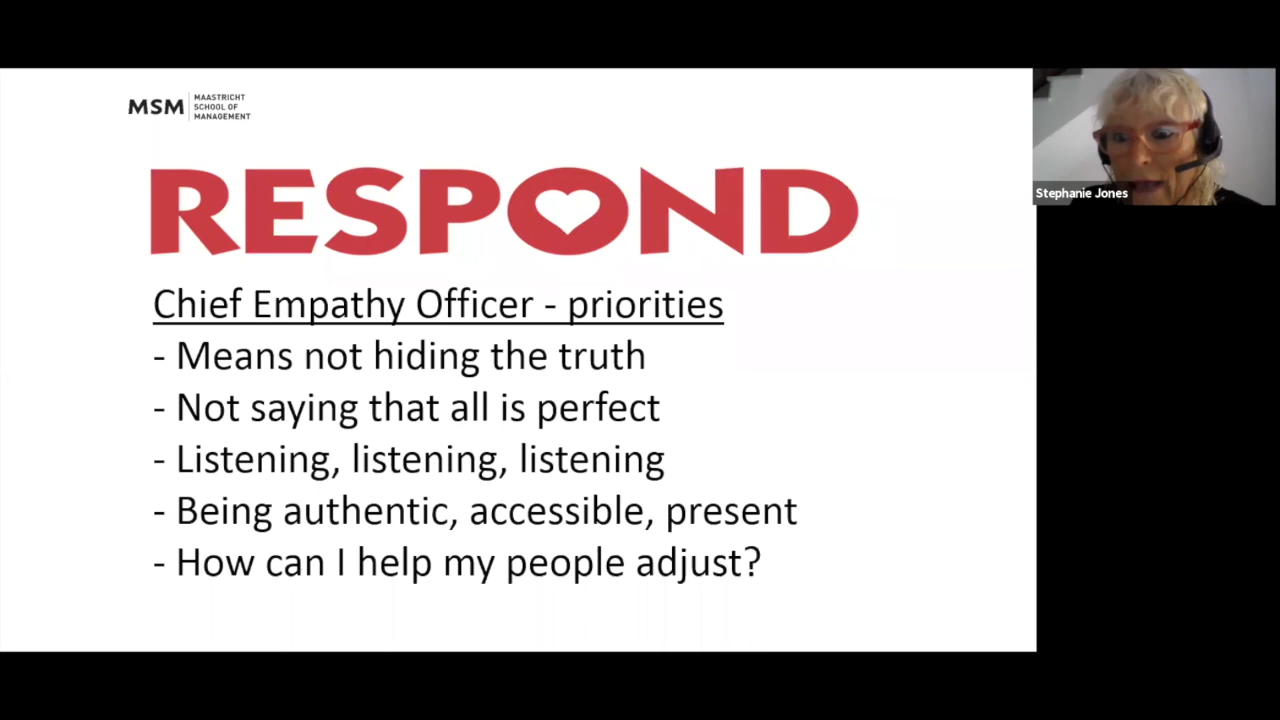 MSM
MAASTRICHT
SCHOOL OF
MANAGEMENT
RESPOND
Chief Empathy Officer - priorities
- Means not hiding the truth
- Not saying that all is perfect
- Listening, listening, listening
- Being authentic, accessible, present
- How can I help my people adjust?
Stephanie Jones